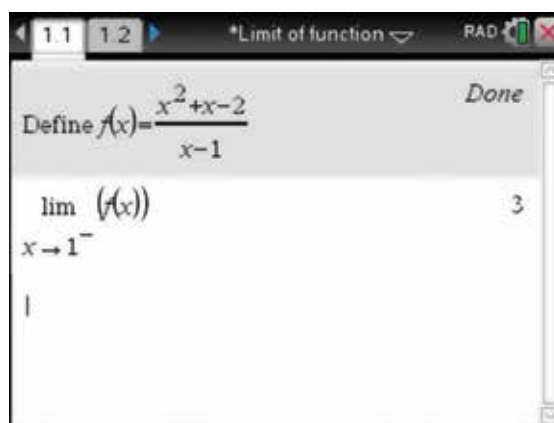 1.1 1.2 *Limit of function RAD
Define f(x)=x²+x−2/x−1 Done
lim (f(x)) 3
x→1⁻